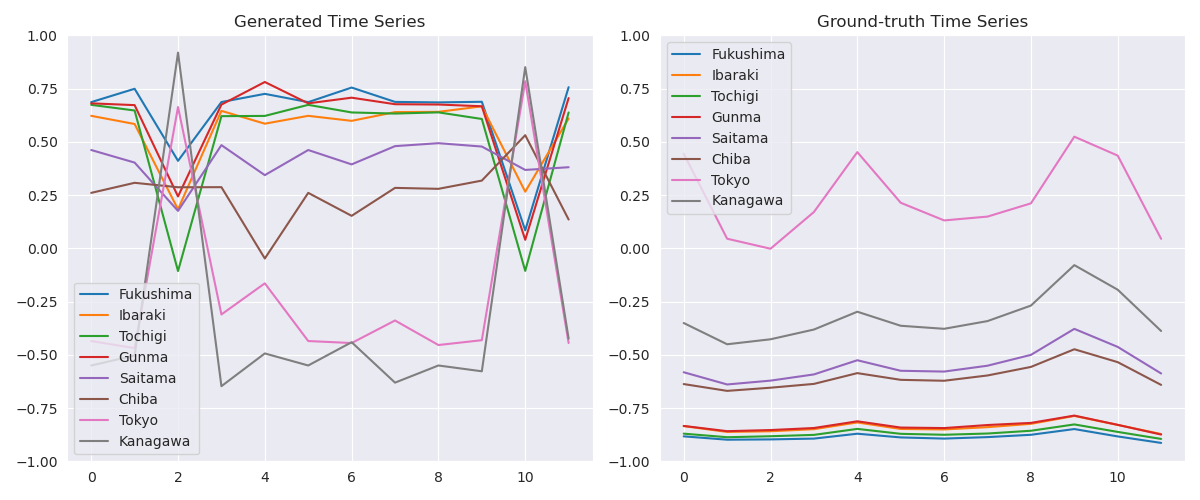 Generated Time Series
1.00
0.75
0.50
0.25
0.00
−0.25
−0.50
−0.75
−1.00
0 2 4 6 8 10
Fukushima
Ibaraki
Tochigi
Gunma
Saitama
Chiba
Tokyo
Kanagawa
Ground-truth Time Series
1.00
0.75
0.50
0.25
0.00
−0.25
−0.50
−0.75
−1.00
0 2 4 6 8 10
Fukushima
Ibaraki
Tochigi
Gunma
Saitama
Chiba
Tokyo
Kanagawa